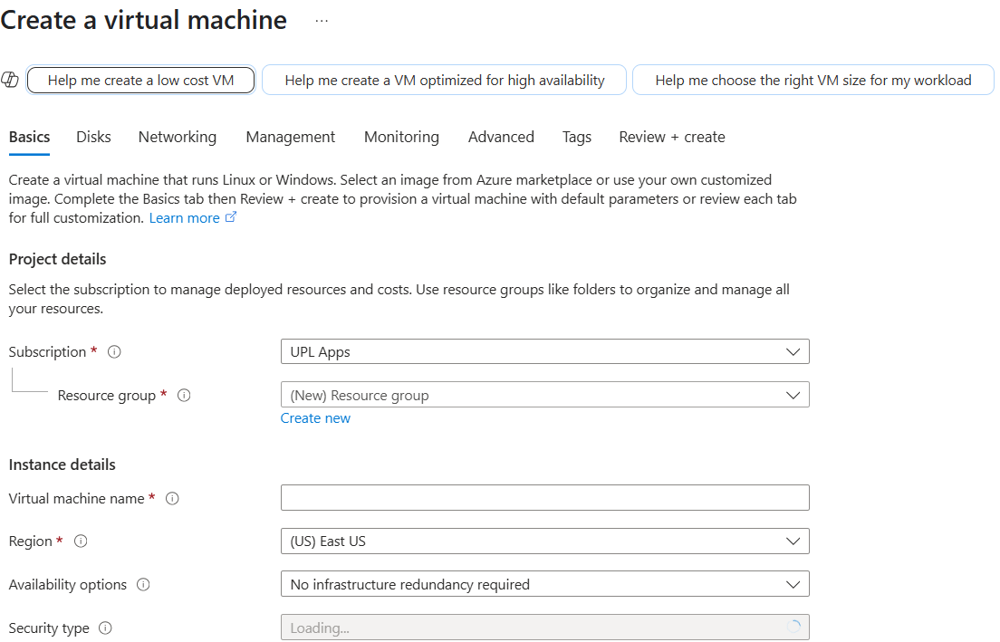 Create a virtual machine ...
Help me create a low cost VM
Help me create a VM optimized for high availability
Help me choose the right VM size for my workload
Basics Disks Networking Management Monitoring Advanced Tags Review + create
Create a virtual machine that runs Linux or Windows. Select an image from Azure marketplace or use your own customized
image. Complete the Basics tab then Review + create to provision a virtual machine with default parameters or review each tab
for full customization. Learn more
Project details
Select the subscription to manage deployed resources and costs. Use resource groups like folders to organize and manage all
your resources.
Subscription *
UPL Apps
Resource group *
(New) Resource group
Create new
Instance details
Virtual machine name *
Region *
(US) East US
Availability options
No infrastructure redundancy required
Security type
Loading...